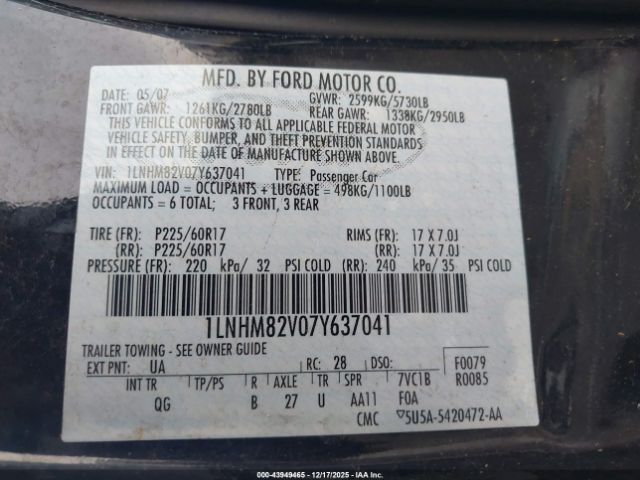 MFD. BY FORD MOTOR CO.
DATE: 05/07 GVWR: 2599KG/5730LB
FRONT GAWR: 1261KG/2780LB REAR GAWR: 1338KG/2950LB
THIS VEHICLE CONFORMS TO ALL APPLICABLE FEDERAL MOTOR
VEHICLE SAFETY, BUMPER, AND THEFT PREVENTION STANDARDS
IN EFFECT ON THE DATE OF MANUFACTURE SHOWN ABOVE.
VIN: 1LNHM82V07Y637041 TYPE: Passenger Car
MAXIMUM LOAD = OCCUPANTS + LUGGAGE = 498KG/1100LB
OCCUPANTS = 6 TOTAL; 3 FRONT, 3 REAR
TIRE (FR): P225/60R17 RIMS (FR): 17 X 7.0J
(RR): P225/60R17 (RR): 17 X 7.0J
PRESSURE (FR): 220 kPa/ 32 PSI COLD (RR): 240 kPa/ 35 PSI COLD
1LNHM82V07Y637041
TRAILER TOWING - SEE OWNER GUIDE
EXT PNT: UA RC: 28 DSO: F0079
INT TR TP/PS R AXLE TR SPR 7VC1B R0085
QG B 27 U AA11 F0A
CMC 5U5A-5420472-AA
000-43949465 - 12/17/2025 - IAAI.COM